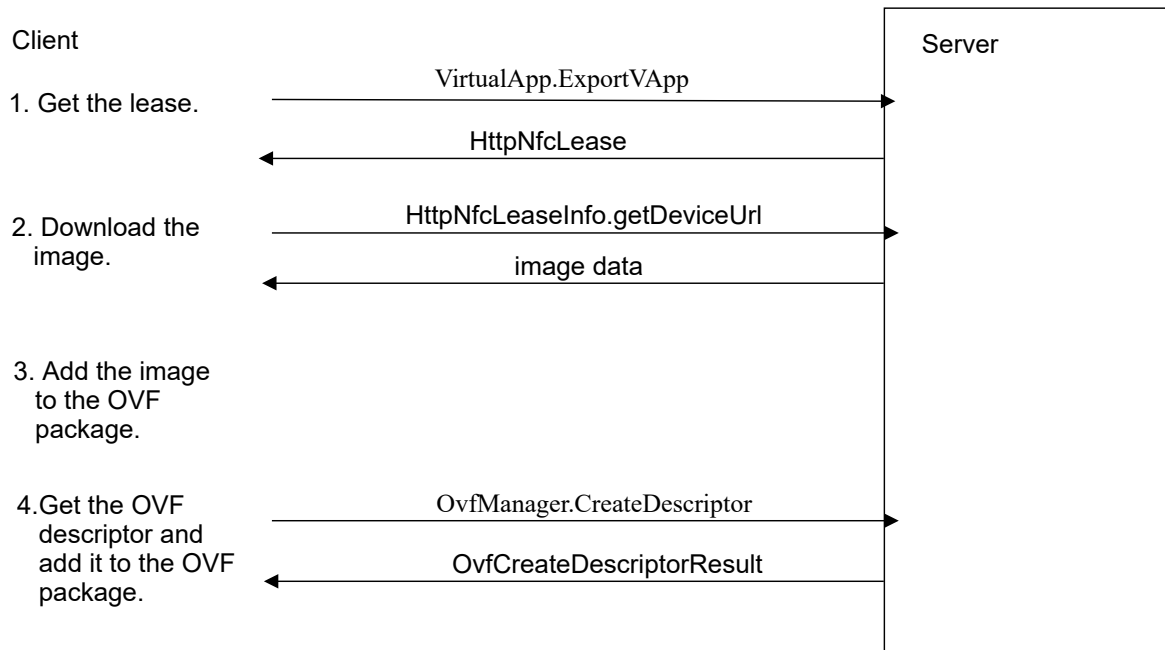 Client
Server
VirtualApp.ExportVApp
1. Get the lease.
HttpNfcLease
HttpNfcLeaseInfo.getDeviceUrl
2. Download the
image.
image data
3. Add the image
to the OVF
package.
4.Get the OVF
descriptor and
add it to the OVF
package.
OvfManager.CreateDescriptor
OvfCreateDescriptorResult